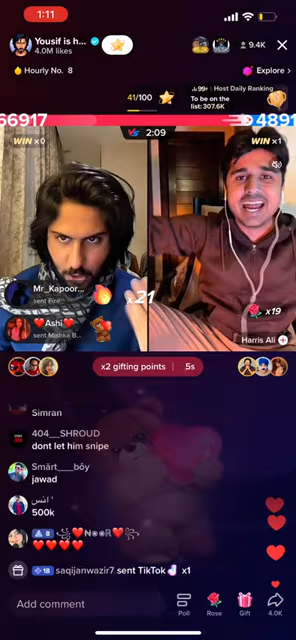 1:11
Yousif is h...
4.0M likes
9.4K
Hourly No. 8
Explore >
41/100
99+ Host Daily Ranking
To be on the
list: 307.6K
66917
4891
WIN ×0
2:09
WIN ×1
Mr_Kapoor...
sent Fire
x21
❤️Ashi❤️
sent Mishka B...
x19
Harris Ali
x2 gifting points | 5s
Simran
404__SHROUD
dont let him snipe
Smärt___bôy
jawad
انس
500k
8
❤️❤️❤️❤️
18 saqijanwazir7 sent TikTok x1
Add comment
Poll
Rose
Gift
4.0K